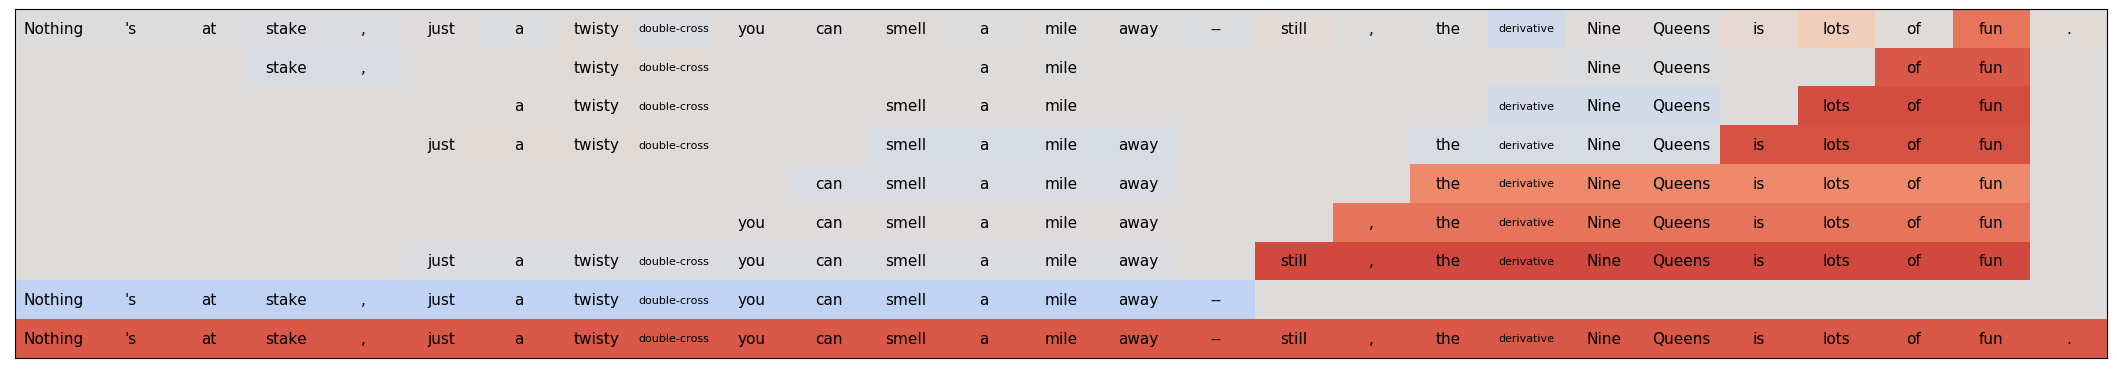 Nothing 's at stake , just a twisty double-cross you can smell a mile away -- still , the derivative Nine Queens is lots of fun .
stake , twisty double-cross a mile Nine Queens of fun
a twisty double-cross smell a mile derivative Nine Queens lots of fun
just a twisty double-cross smell a mile away the derivative Nine Queens is lots of fun
can smell a mile away the derivative Nine Queens is lots of fun
you can smell a mile away , the derivative Nine Queens is lots of fun
just a twisty double-cross you can smell a mile away still , the derivative Nine Queens is lots of fun
Nothing 's at stake , just a twisty double-cross you can smell a mile away --
Nothing 's at stake , just a twisty double-cross you can smell a mile away -- still , the derivative Nine Queens is lots of fun .